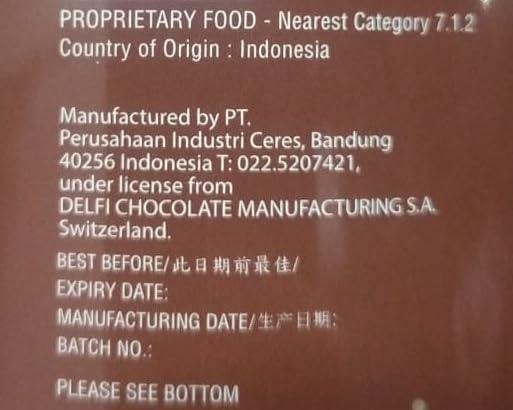 PROPRIETARY FOOD - Nearest Category 7.1.2
Country of Origin : Indonesia
Manufactured by PT.
Perusahaan Industri Ceres, Bandung
40256 Indonesia T: 022.5207421,
under license from
DELFI CHOCOLATE MANUFACTURING S.A.
Switzerland.
BEST BEFORE/此日期前最佳/
EXPIRY DATE:
MANUFACTURING DATE/生产日期:
BATCH NO.:
PLEASE SEE BOTTOM